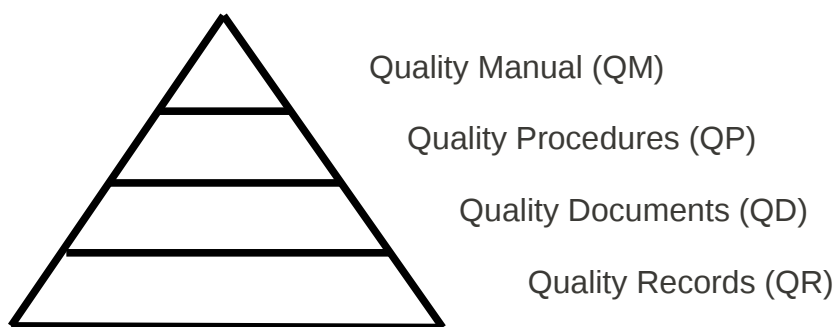 Quality Manual (QM)
Quality Procedures (QP)
Quality Documents (QD)
Quality Records (QR)